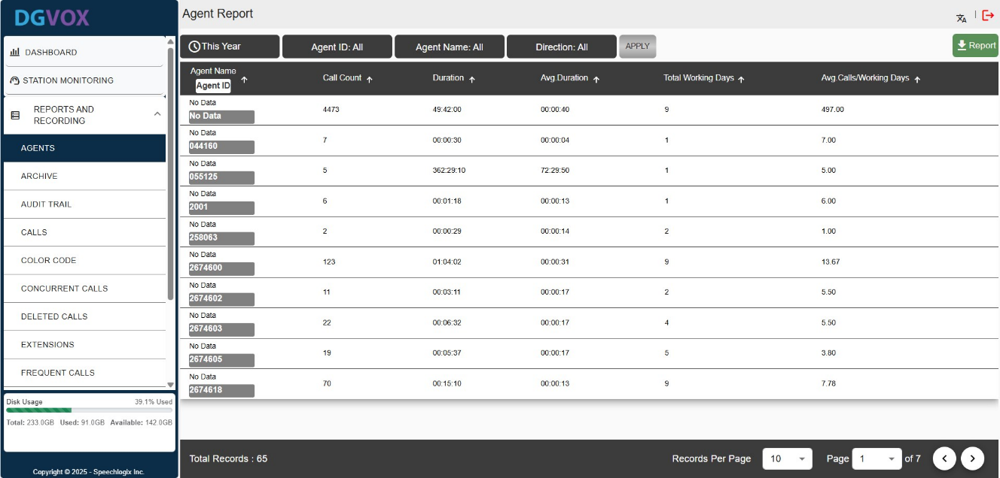 DGVOX
Agent Report
文A
DASHBOARD
STATION MONITORING
REPORTS AND
RECORDING
AGENTS
ARCHIVE
AUDIT TRAIL
CALLS
COLOR CODE
CONCURRENT CALLS
DELETED CALLS
EXTENSIONS
FREQUENT CALLS
Disk Usage 39.1% Used
Total: 233.0GB Used: 91.0GB Available: 142.0GB
Copyright © 2025 - Speechlogix Inc.
This Year Agent ID: All Agent Name: All Direction: All APPLY Report
Agent Name
Agent ID Call Count Duration Avg.Duration Total Working Days Avg Calls/Working Days
No Data
No Data 4473 49:42:00 00:00:40 9 497.00
No Data
044160 7 00:00:30 00:00:04 1 7.00
No Data
055125 5 362:29:10 72:29:50 1 5.00
No Data
2001 6 00:01:18 00:00:13 1 6.00
No Data
258063 2 00:00:29 00:00:14 2 1.00
No Data
2674600 123 01:04:02 00:00:31 9 13.67
No Data
2674602 11 00:03:11 00:00:17 2 5.50
No Data
2674603 22 00:06:32 00:00:17 4 5.50
No Data
2674605 19 00:05:37 00:00:17 5 3.80
No Data
2674618 70 00:15:10 00:00:13 9 7.78
Total Records : 65 Records Per Page 10 Page 1 of 7